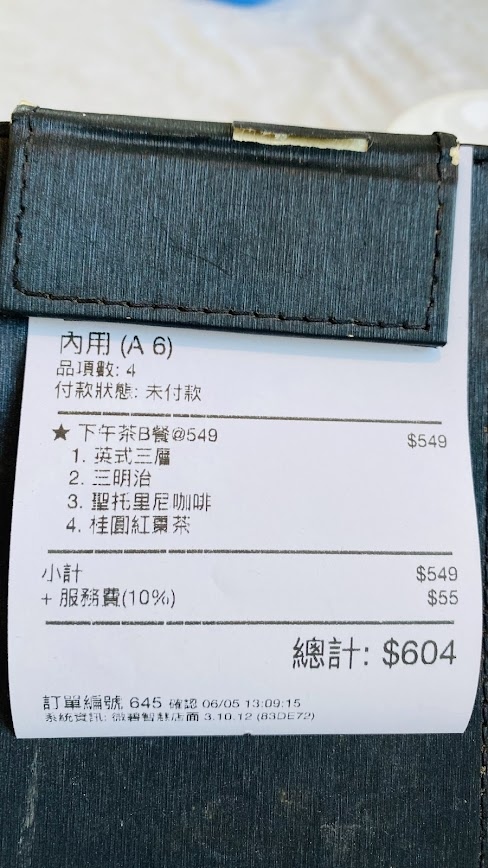 內用 (A 6)
品項數: 4
付款狀態: 未付款
★ 下午茶B餐@549 $549
1. 英式三層
2. 三明治
3. 聖托里尼咖啡
4. 桂圓紅棗茶
小計 $549
+ 服務費(10%) $55
總計: $604
訂單編號 645 確認 06/05 13:09:15
系統資訊: 微碧智慧店面 3.10.12 (83DE72)